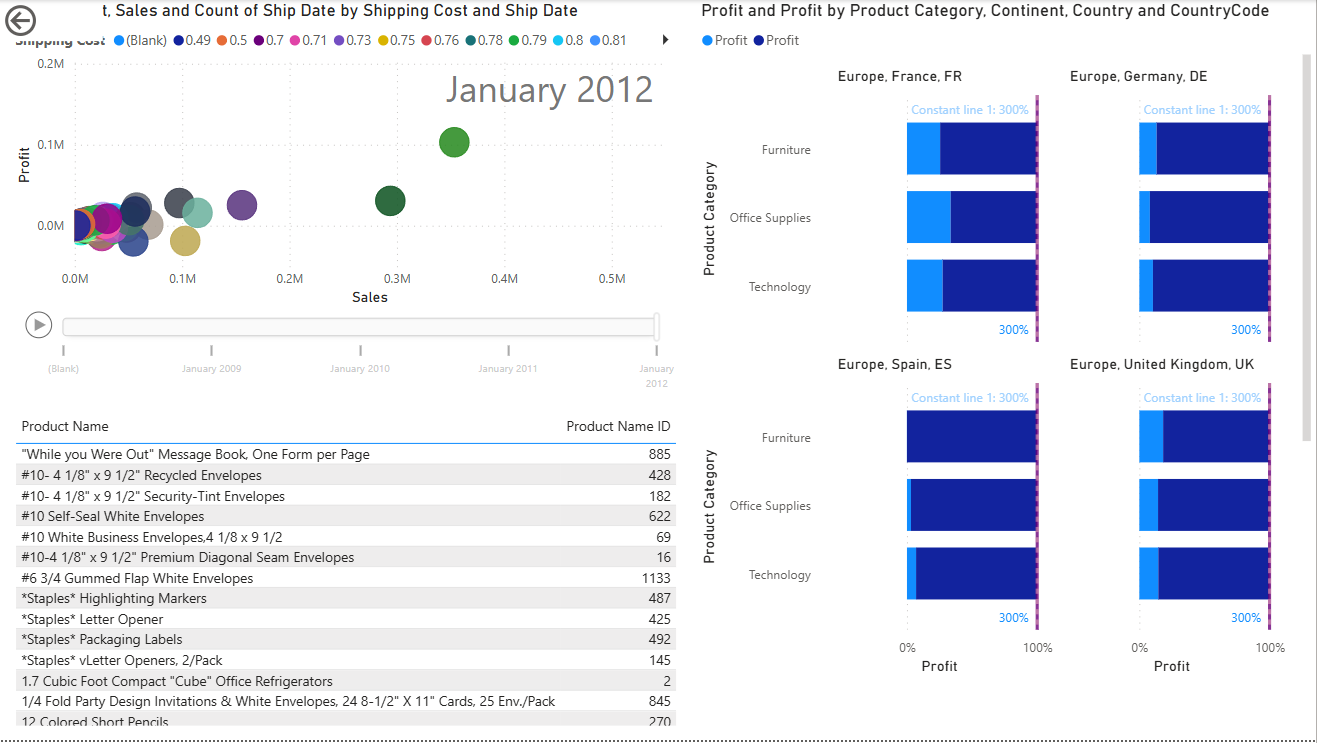 t, Sales and Count of Ship Date by Shipping Cost and Ship Date
Shipping Cost (Blank) 0.49 0.5 0.7 0.71 0.73 0.75 0.76 0.78 0.79 0.8 0.81
0.2M
January 2012
0.1M
Profit
0.0M
0.0M 0.1M 0.2M 0.3M 0.4M 0.5M
Sales
(Blank) January 2009 January 2010 January 2011 January 2012
Product Name Product Name ID
"While you Were Out" Message Book, One Form per Page 885
#10- 4 1/8" x 9 1/2" Recycled Envelopes 428
#10- 4 1/8" x 9 1/2" Security-Tint Envelopes 182
#10 Self-Seal White Envelopes 622
#10 White Business Envelopes,4 1/8 x 9 1/2 69
#10-4 1/8" x 9 1/2" Premium Diagonal Seam Envelopes 16
#6 3/4 Gummed Flap White Envelopes 1133
*Staples* Highlighting Markers 487
*Staples* Letter Opener 425
*Staples* Packaging Labels 492
*Staples* vLetter Openers, 2/Pack 145
1.7 Cubic Foot Compact "Cube" Office Refrigerators 2
1/4 Fold Party Design Invitations & White Envelopes, 24 8-1/2" X 11" Cards, 25 Env./Pack 845
12 Colored Short Pencils 270
Profit and Profit by Product Category, Continent, Country and CountryCode
Profit Profit
Europe, France, FR Europe, Germany, DE
Constant line 1: 300% Constant line 1: 300%
Furniture
Product Category
Office Supplies
Technology
300% 300%
Europe, Spain, ES Europe, United Kingdom, UK
Constant line 1: 300% Constant line 1: 300%
Furniture
Product Category
Office Supplies
Technology
300% 300%
0% 100% 0% 100%
Profit Profit